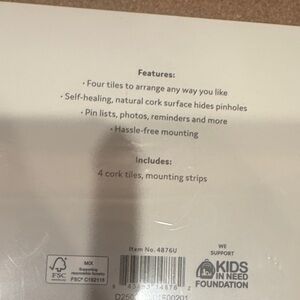 Features:
· Four tiles to arrange any way you like
· Self-healing, natural cork surface hides pinholes
· Pin lists, photos, reminders and more
· Hassle-free mounting
Includes:
4 cork tiles, mounting strips
Item No. 4876U
WE
SUPPORT
KIDS
IN NEED
FOUNDATION
FSC
MIX